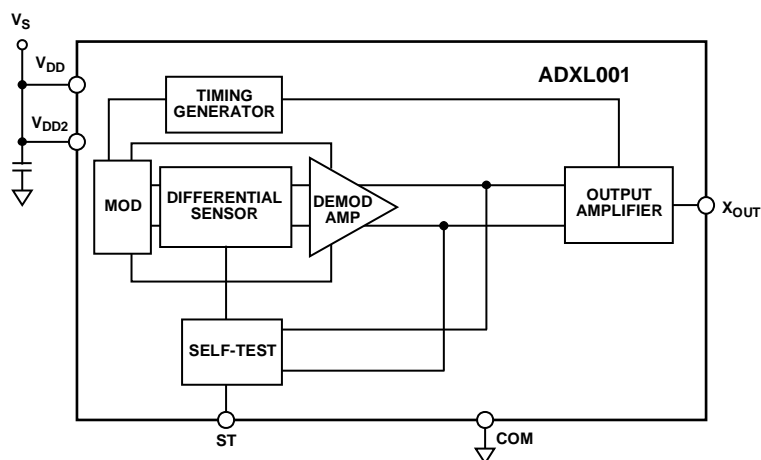 VS
VDD
ADXL001
TIMING
GENERATOR
VDD2
MOD
DIFFERENTIAL
SENSOR
DEMOD
AMP
OUTPUT
AMPLIFIER
XOUT
SELF-TEST
ST
COM